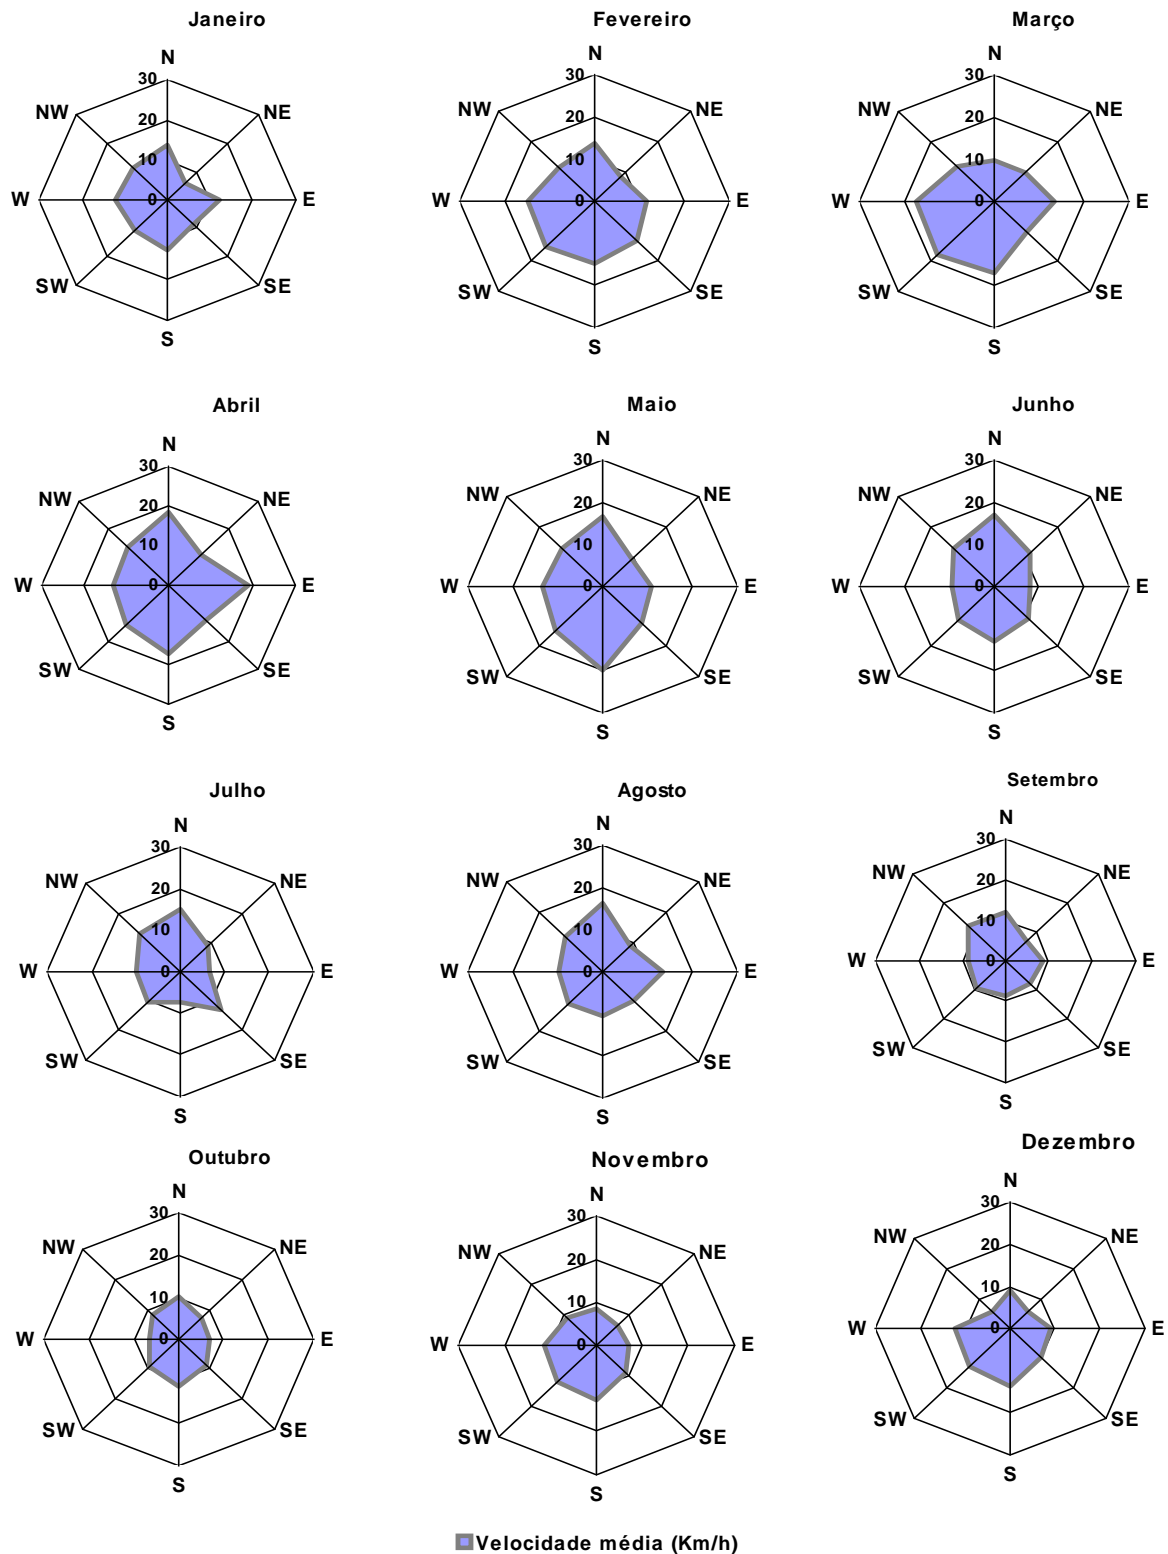 Janeiro
N
30
NW
NE
20
10
W
0
E
SW
SE
S
Fevereiro
N
30
NW
NE
20
10
W
0
E
SW
SE
S
Março
N
30
NW
NE
20
10
W
0
E
SW
SE
S
Abril
N
30
NW
NE
20
10
W
0
E
SW
SE
S
Maio
N
30
NW
NE
20
10
W
0
E
SW
SE
S
Junho
N
30
NW
NE
20
10
W
0
E
SW
SE
S
Julho
N
30
NW
NE
20
10
W
0
E
SW
SE
S
Agosto
N
30
NW
NE
20
10
W
0
E
SW
SE
S
Setembro
N
30
NW
NE
20
10
W
0
E
SW
SE
S
Outubro
N
30
NW
NE
20
10
W
0
E
SW
SE
S
Novembro
N
30
NW
NE
20
10
W
0
E
SW
SE
S
Dezembro
N
30
NW
NE
20
10
W
0
E
SW
SE
S
Velocidade média (Km/h)